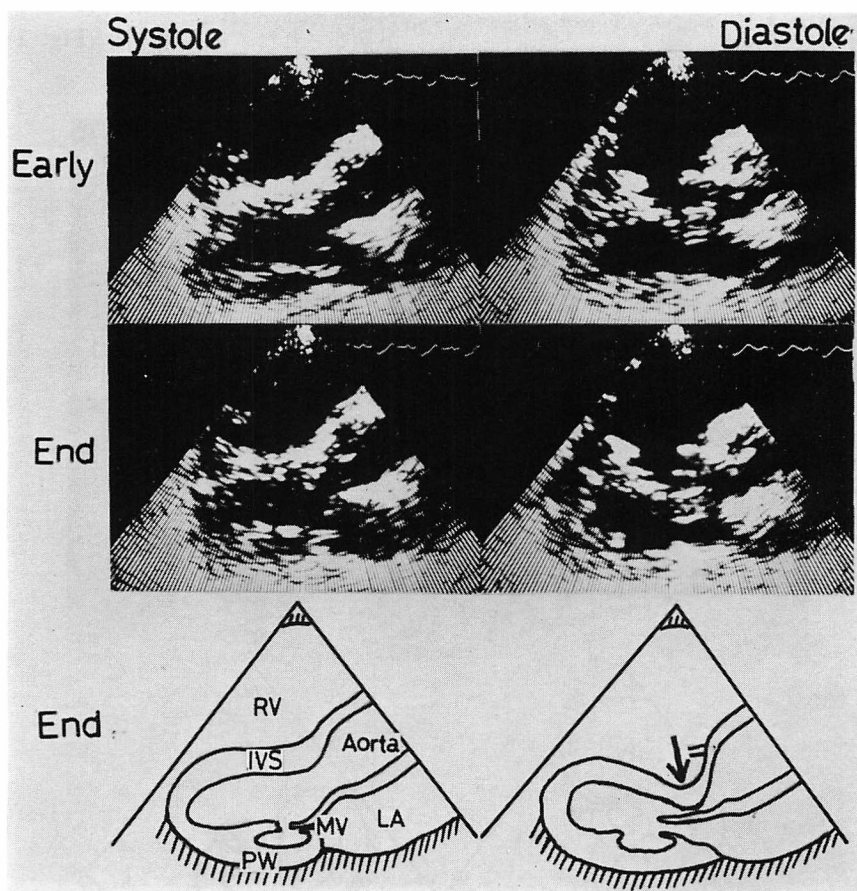 Systole Diastole
Early
End
End
RV
IVS
Aorta
MV
LA
PW